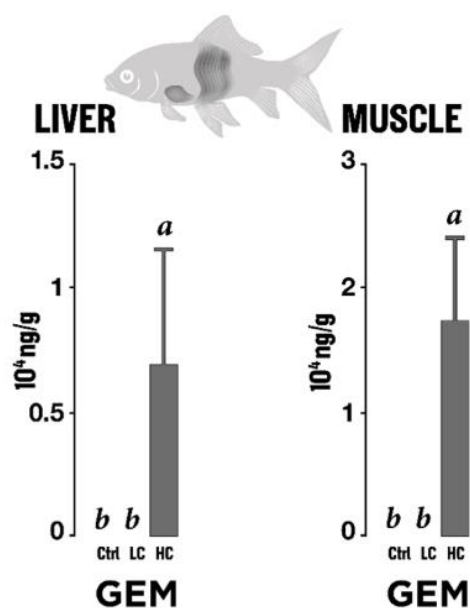 LIVER
1.5
1
0.5
0
10⁴ng/g
a
b b
Ctrl LC HC
GEM
MUSCLE
3
2
1
0
10⁴ng/g
a
b b
Ctrl LC HC
GEM